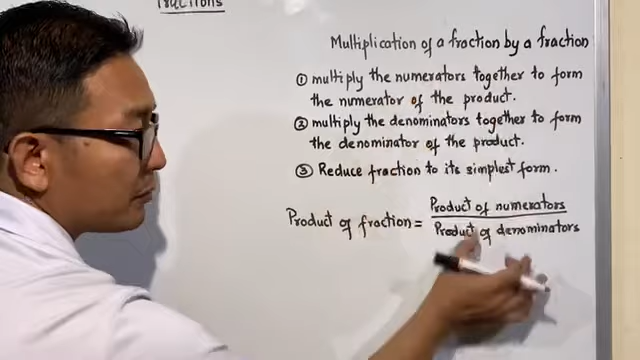 fractions
Multiplication of a fraction by a fraction
① multiply the numerators together to form
the numerator of the product.
② multiply the denominators together to form
the denominator of the product.
③ Reduce fraction to its simplest form.
Product of fraction = Product of numerators
Product of denominators